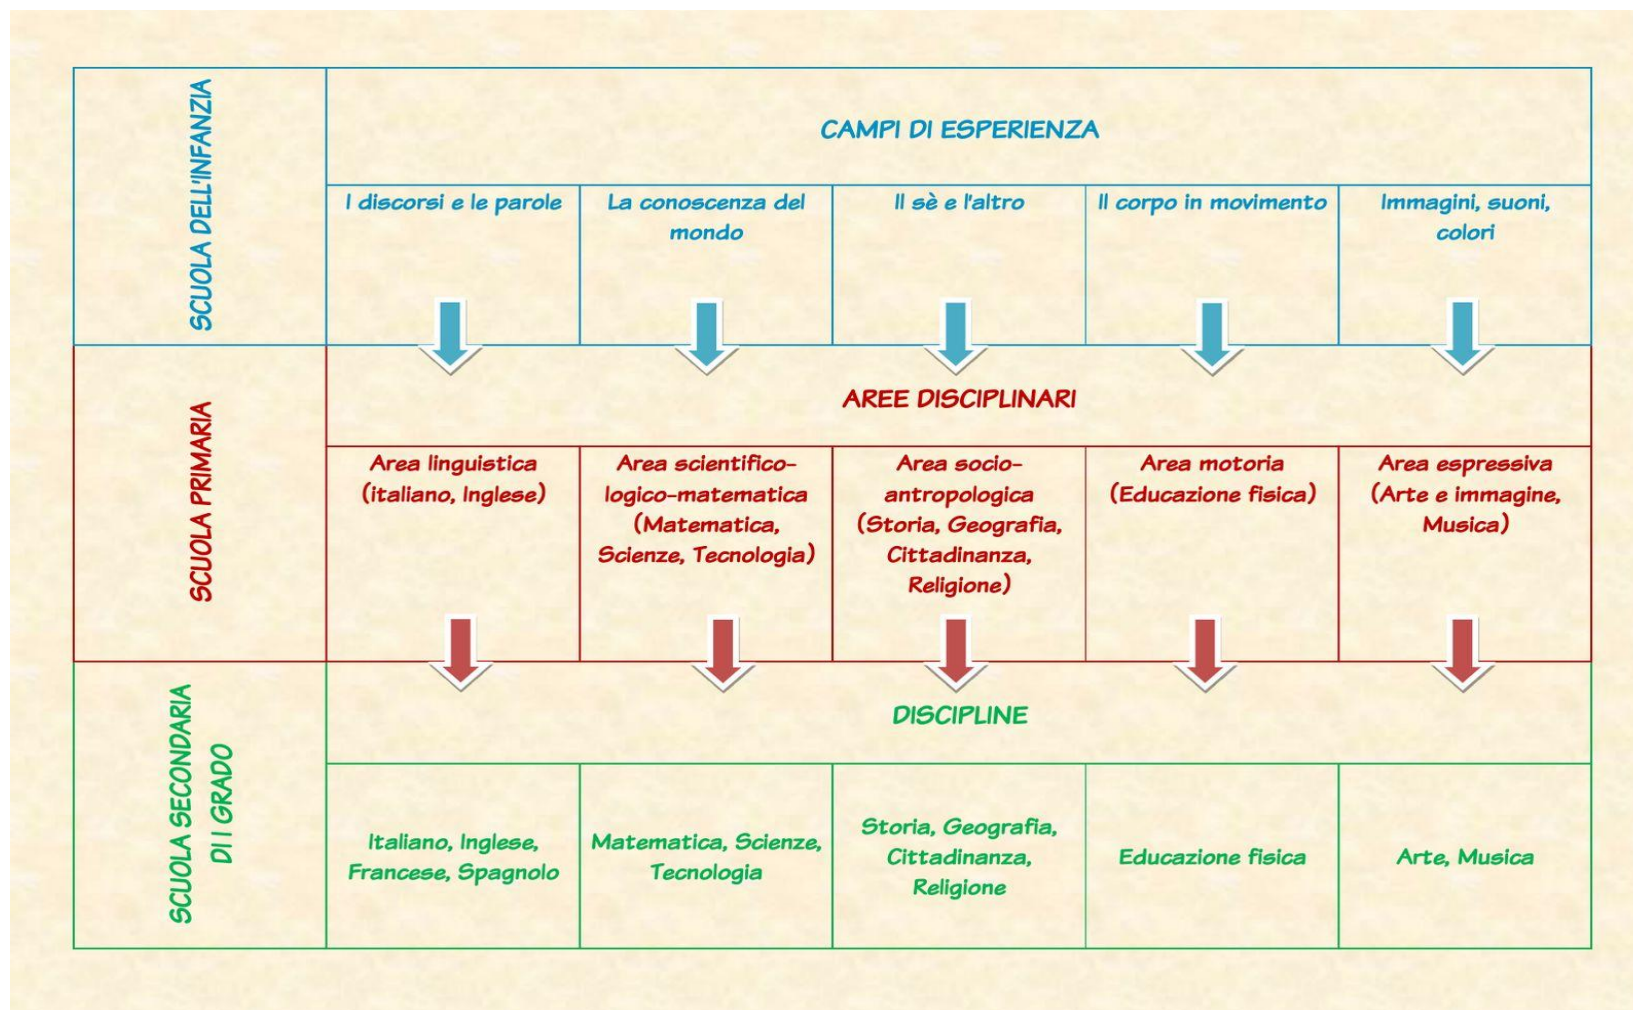 SCUOLA DELL'INFANZIA
CAMPI DI ESPERIENZA
I discorsi e le parole
La conoscenza del
mondo
Il sè e l'altro
Il corpo in movimento
Immagini, suoni,
colori
SCUOLA PRIMARIA
AREE DISCIPLINARI
Area linguistica
(italiano, Inglese)
Area scientifico-
logico-matematica
(Matematica,
Scienze, Tecnologia)
Area socio-
antropologica
(Storia, Geografia,
Cittadinanza,
Religione)
Area motoria
(Educazione fisica)
Area espressiva
(Arte e immagine,
Musica)
SCUOLA SECONDARIA
DI I GRADO
DISCIPLINE
Italiano, Inglese,
Francese, Spagnolo
Matematica, Scienze,
Tecnologia
Storia, Geografia,
Cittadinanza,
Religione
Educazione fisica
Arte, Musica